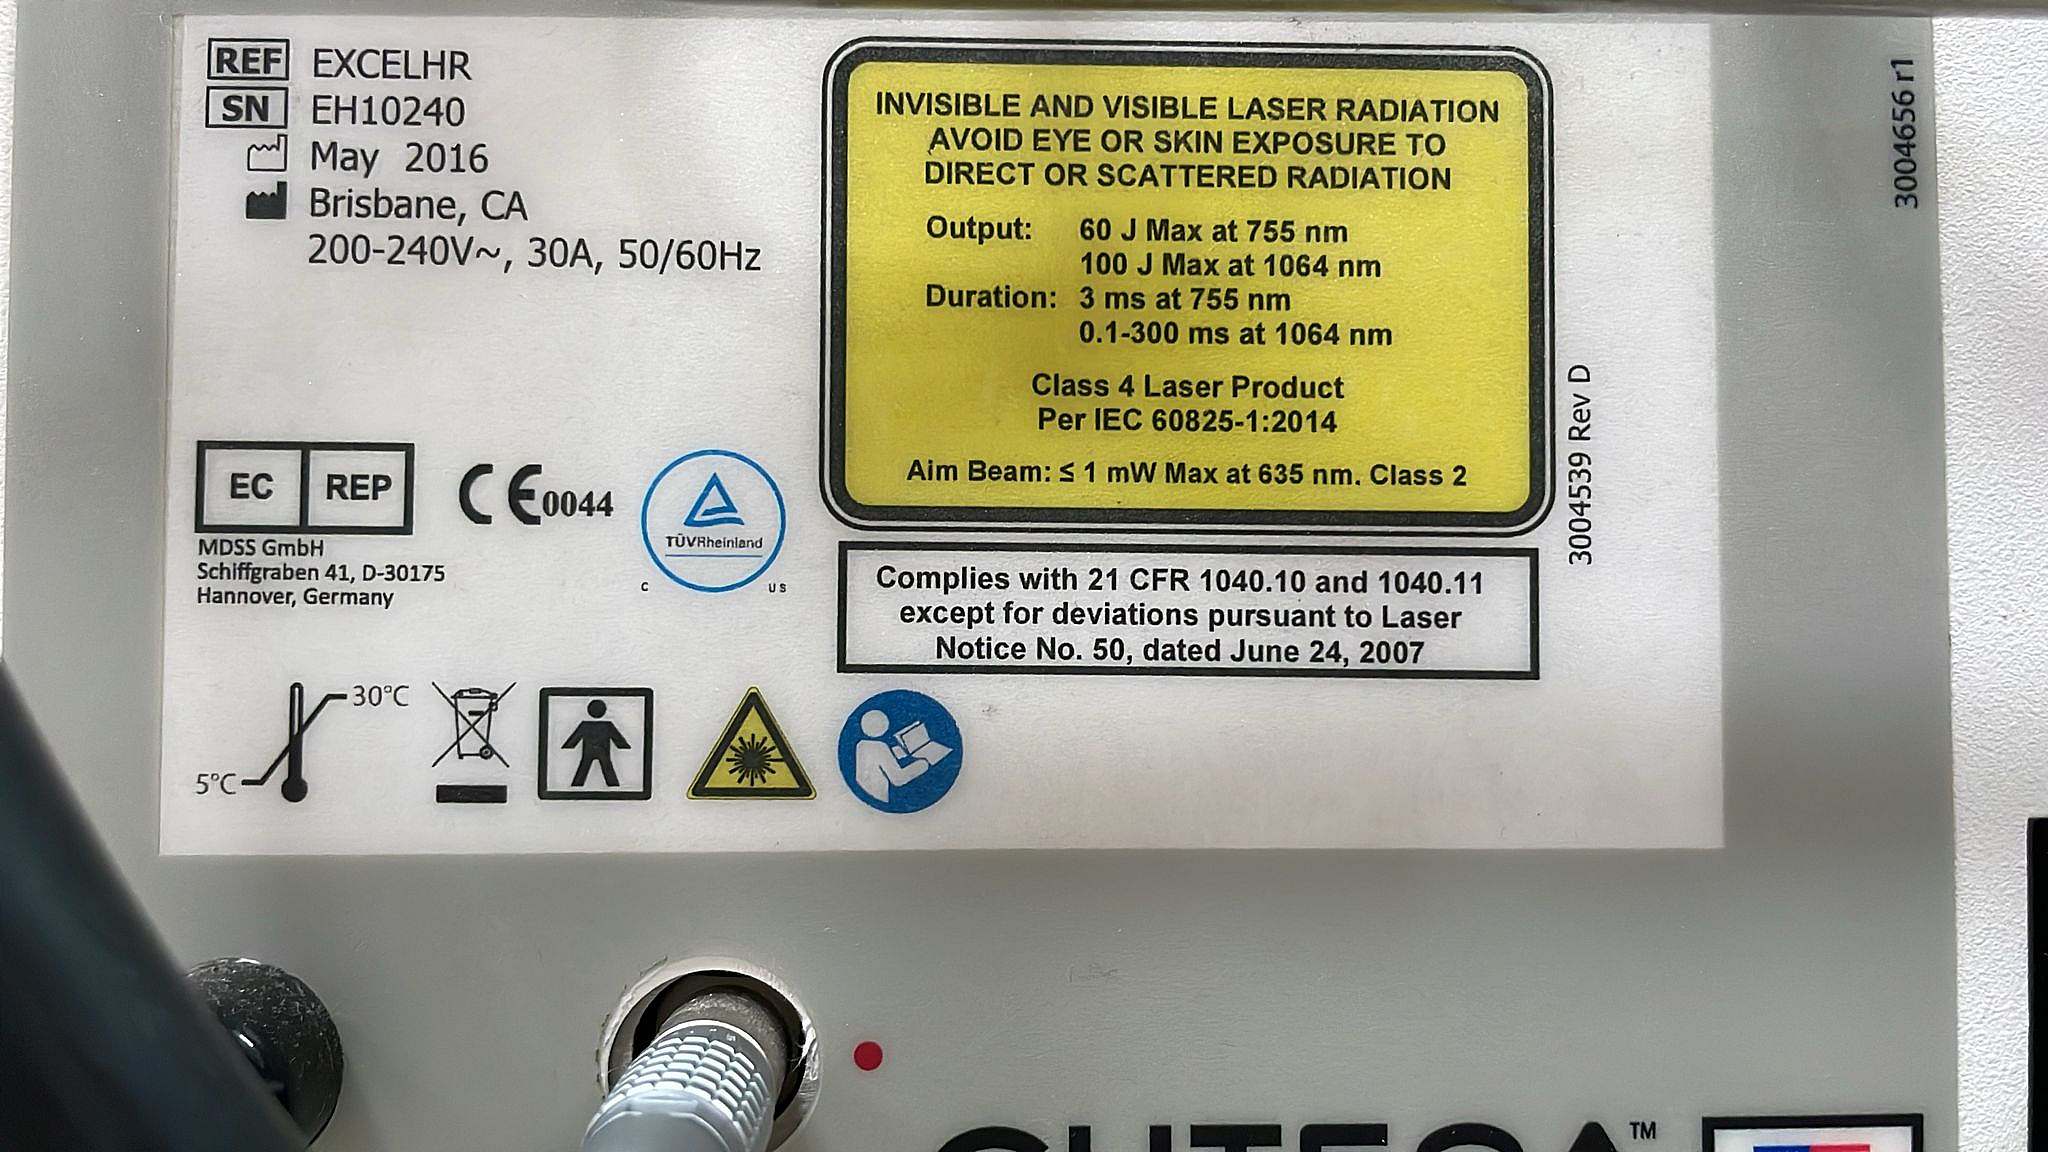 REF EXCELHR
SN EH10240
May 2016
Brisbane, CA
200-240V~, 30A, 50/60Hz
EC REP
MDSS GmbH
Schiffgraben 41, D-30175
Hannover, Germany
CE 0044
TÜVRheinland
C US
30°C
5°C
INVISIBLE AND VISIBLE LASER RADIATION
AVOID EYE OR SKIN EXPOSURE TO
DIRECT OR SCATTERED RADIATION
Output: 60 J Max at 755 nm
100 J Max at 1064 nm
Duration: 3 ms at 755 nm
0.1-300 ms at 1064 nm
Class 4 Laser Product
Per IEC 60825-1:2014
Aim Beam: ≤ 1 mW Max at 635 nm. Class 2
Complies with 21 CFR 1040.10 and 1040.11
except for deviations pursuant to Laser
Notice No. 50, dated June 24, 2007
3004539 Rev D
3004656 r1
CUTERA™